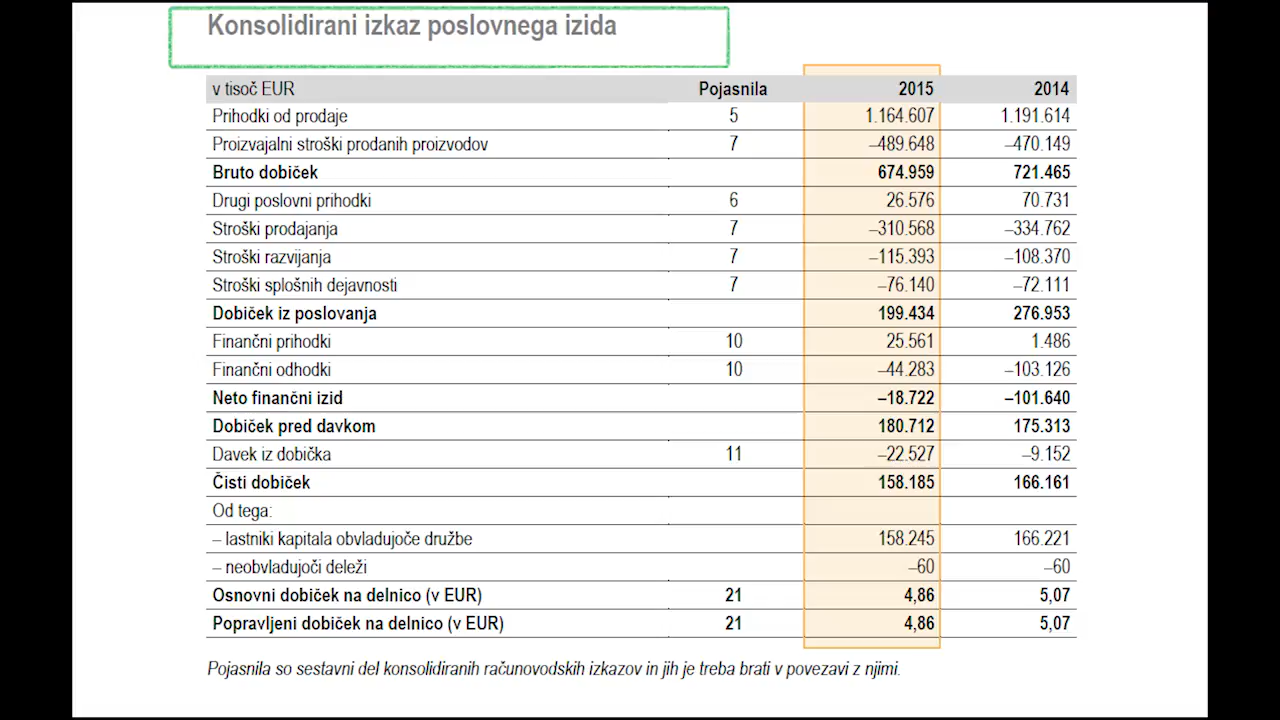 Konsolidirani izkaz poslovnega izida
v tisoč EUR Pojasnila 2015 2014
Prihodki od prodaje 5 1.164.607 1.191.614
Proizvajalni stroški prodanih proizvodov 7 –489.648 –470.149
Bruto dobiček 674.959 721.465
Drugi poslovni prihodki 6 26.576 70.731
Stroški prodajanja 7 –310.568 –334.762
Stroški razvijanja 7 –115.393 –108.370
Stroški splošnih dejavnosti 7 –76.140 –72.111
Dobiček iz poslovanja 199.434 276.953
Finančni prihodki 10 25.561 1.486
Finančni odhodki 10 –44.283 –103.126
Neto finančni izid –18.722 –101.640
Dobiček pred davkom 180.712 175.313
Davek iz dobička 11 –22.527 –9.152
Čisti dobiček 158.185 166.161
Od tega:
– lastniki kapitala obvladujoče družbe 158.245 166.221
– neobvladujoči deleži –60 –60
Osnovni dobiček na delnico (v EUR) 21 4,86 5,07
Popravljeni dobiček na delnico (v EUR) 21 4,86 5,07
Pojasnila so sestavni del konsolidiranih računovodskih izkazov in jih je treba brati v povezavi z njimi.